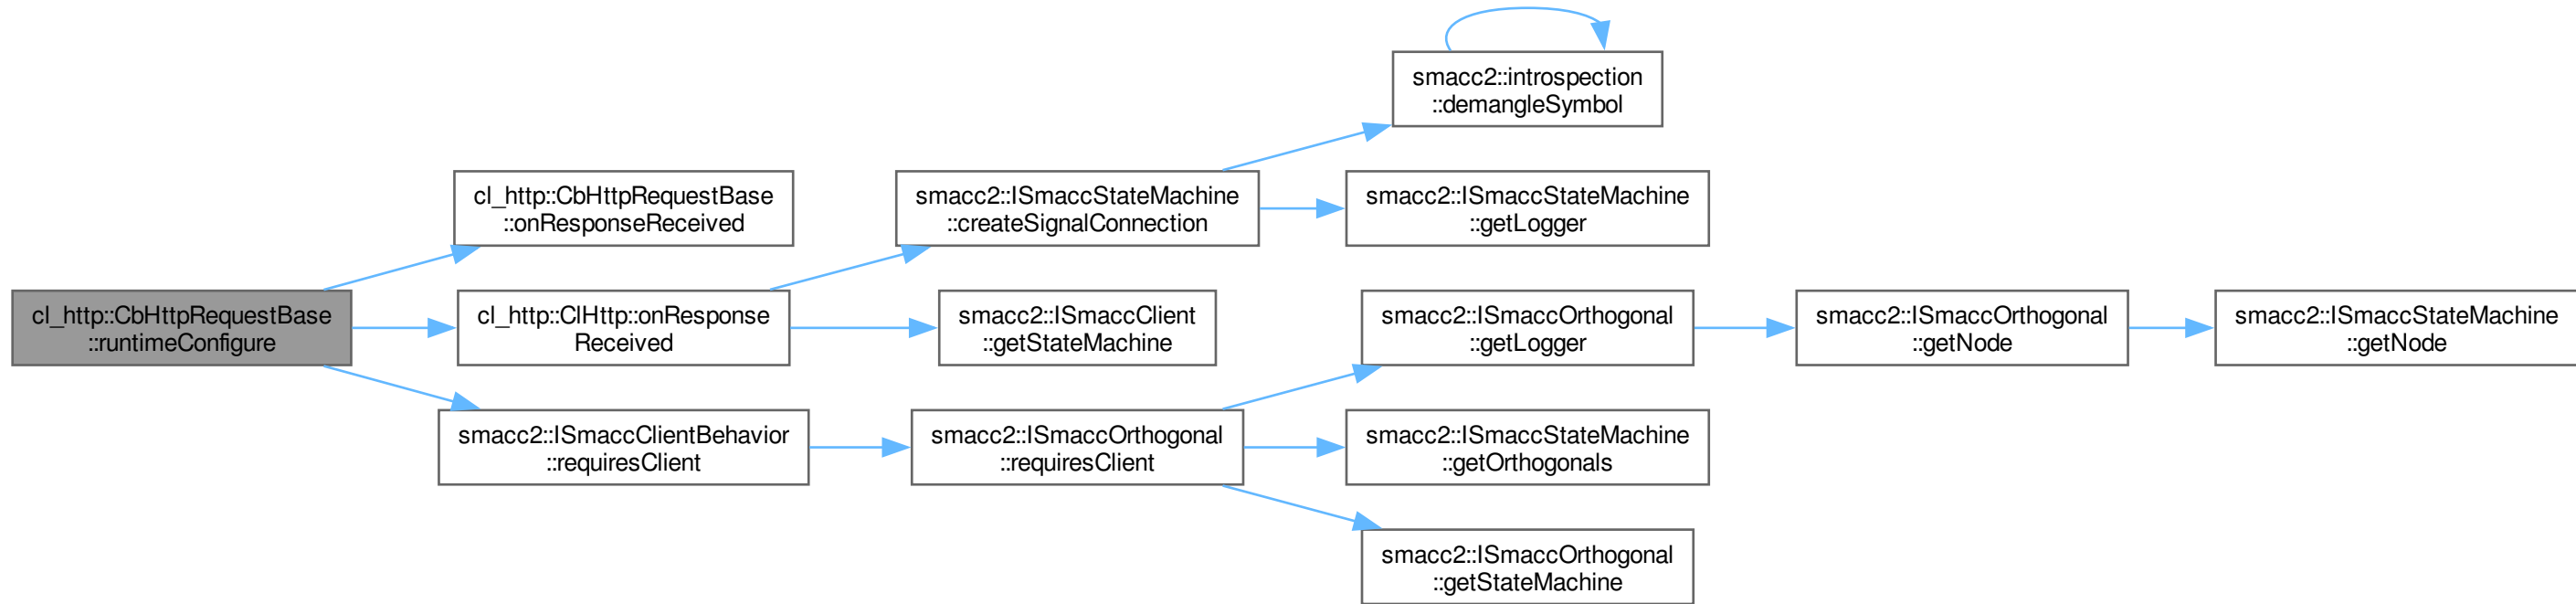 smacc2::introspection
::demangleSymbol
cl_http::CbHttpRequestBase
::onResponseReceived
smacc2::ISmaccStateMachine
::createSignalConnection
smacc2::ISmaccStateMachine
::getLogger
cl_http::CbHttpRequestBase
::runtimeConfigure
cl_http::ClHttp::onResponse
Received
smacc2::ISmaccClient
::getStateMachine
smacc2::ISmaccOrthogonal
::getLogger
smacc2::ISmaccOrthogonal
::getNode
smacc2::ISmaccStateMachine
::getNode
smacc2::ISmaccClientBehavior
::requiresClient
smacc2::ISmaccOrthogonal
::requiresClient
smacc2::ISmaccStateMachine
::getOrthogonals
smacc2::ISmaccOrthogonal
::getStateMachine